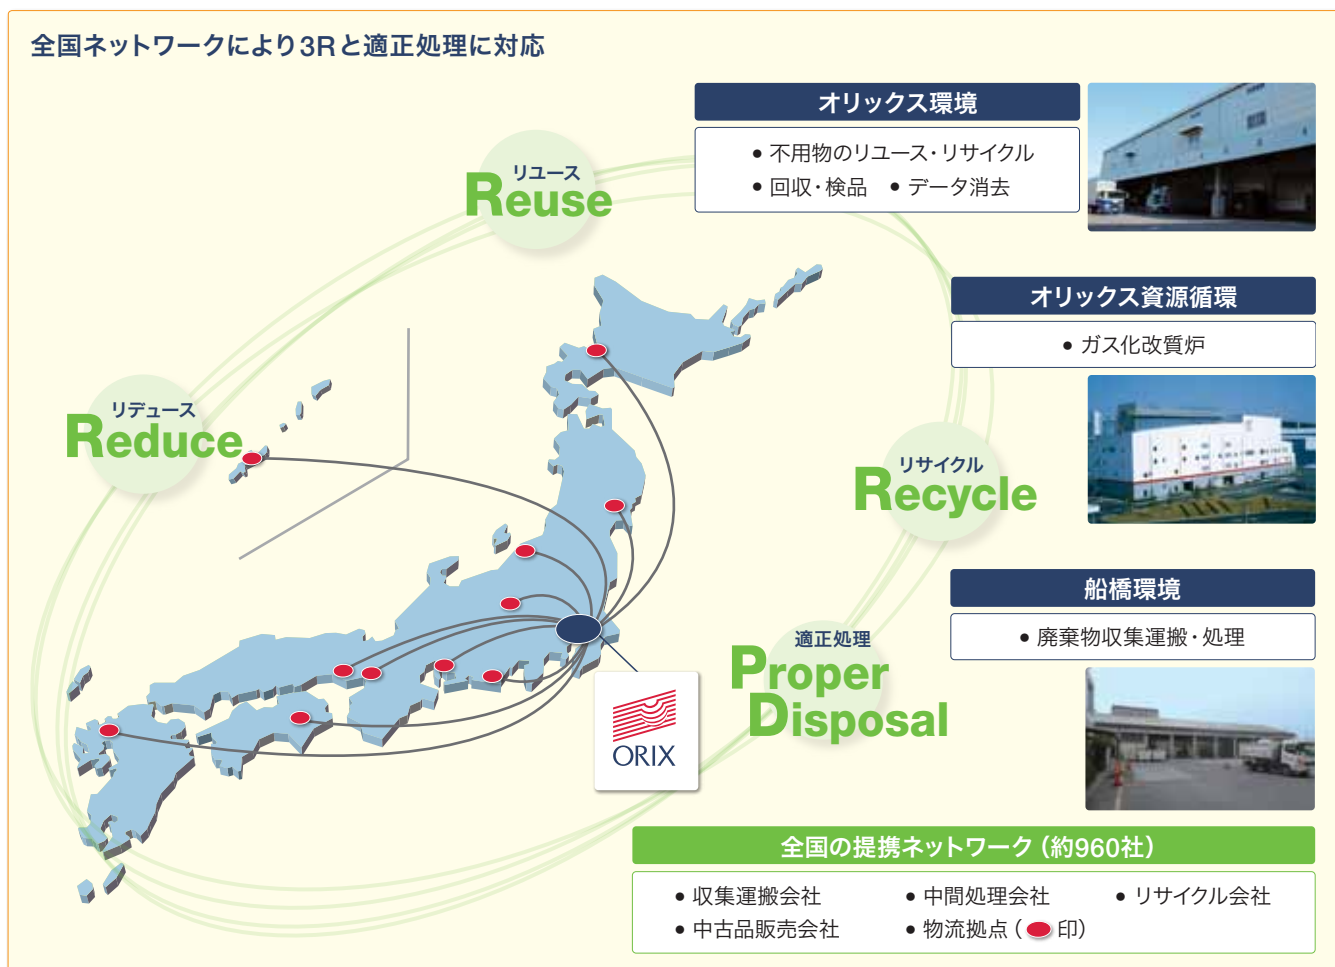 全国ネットワークにより3Rと適正処理に対応
オリックス環境
● 不用物のリユース・リサイクル
● 回収・検品 ● データ消去
リユース
Reuse
オリックス資源循環
● ガス化改質炉
リデュース
Reduce
リサイクル
Recycle
船橋環境
● 廃棄物収集運搬・処理
適正処理
Proper
Disposal
ORIX
全国の提携ネットワーク（約960社）
● 収集運搬会社 ● 中間処理会社 ● リサイクル会社
● 中古品販売会社 ● 物流拠点（ 印）